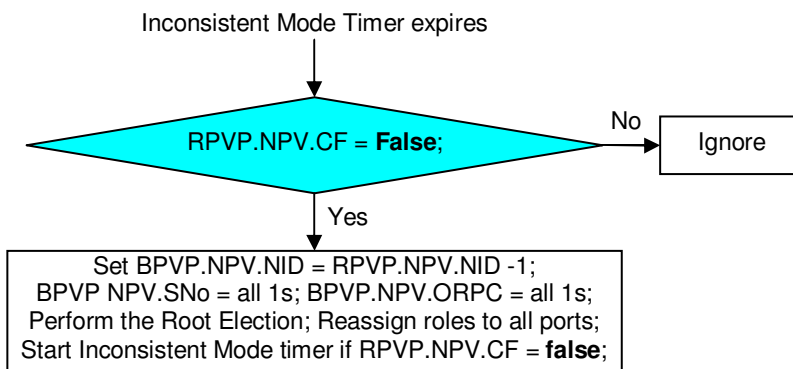 Inconsistent Mode Timer expires
RPVP.NPV.CF = False;
No
Ignore
Yes
Set BPVP.NPV.NID = RPVP.NPV.NID -1;
BPVP NPV.SNo = all 1s; BPVP.NPV.ORPC = all 1s;
Perform the Root Election; Reassign roles to all ports;
Start Inconsistent Mode timer if RPVP.NPV.CF = false;